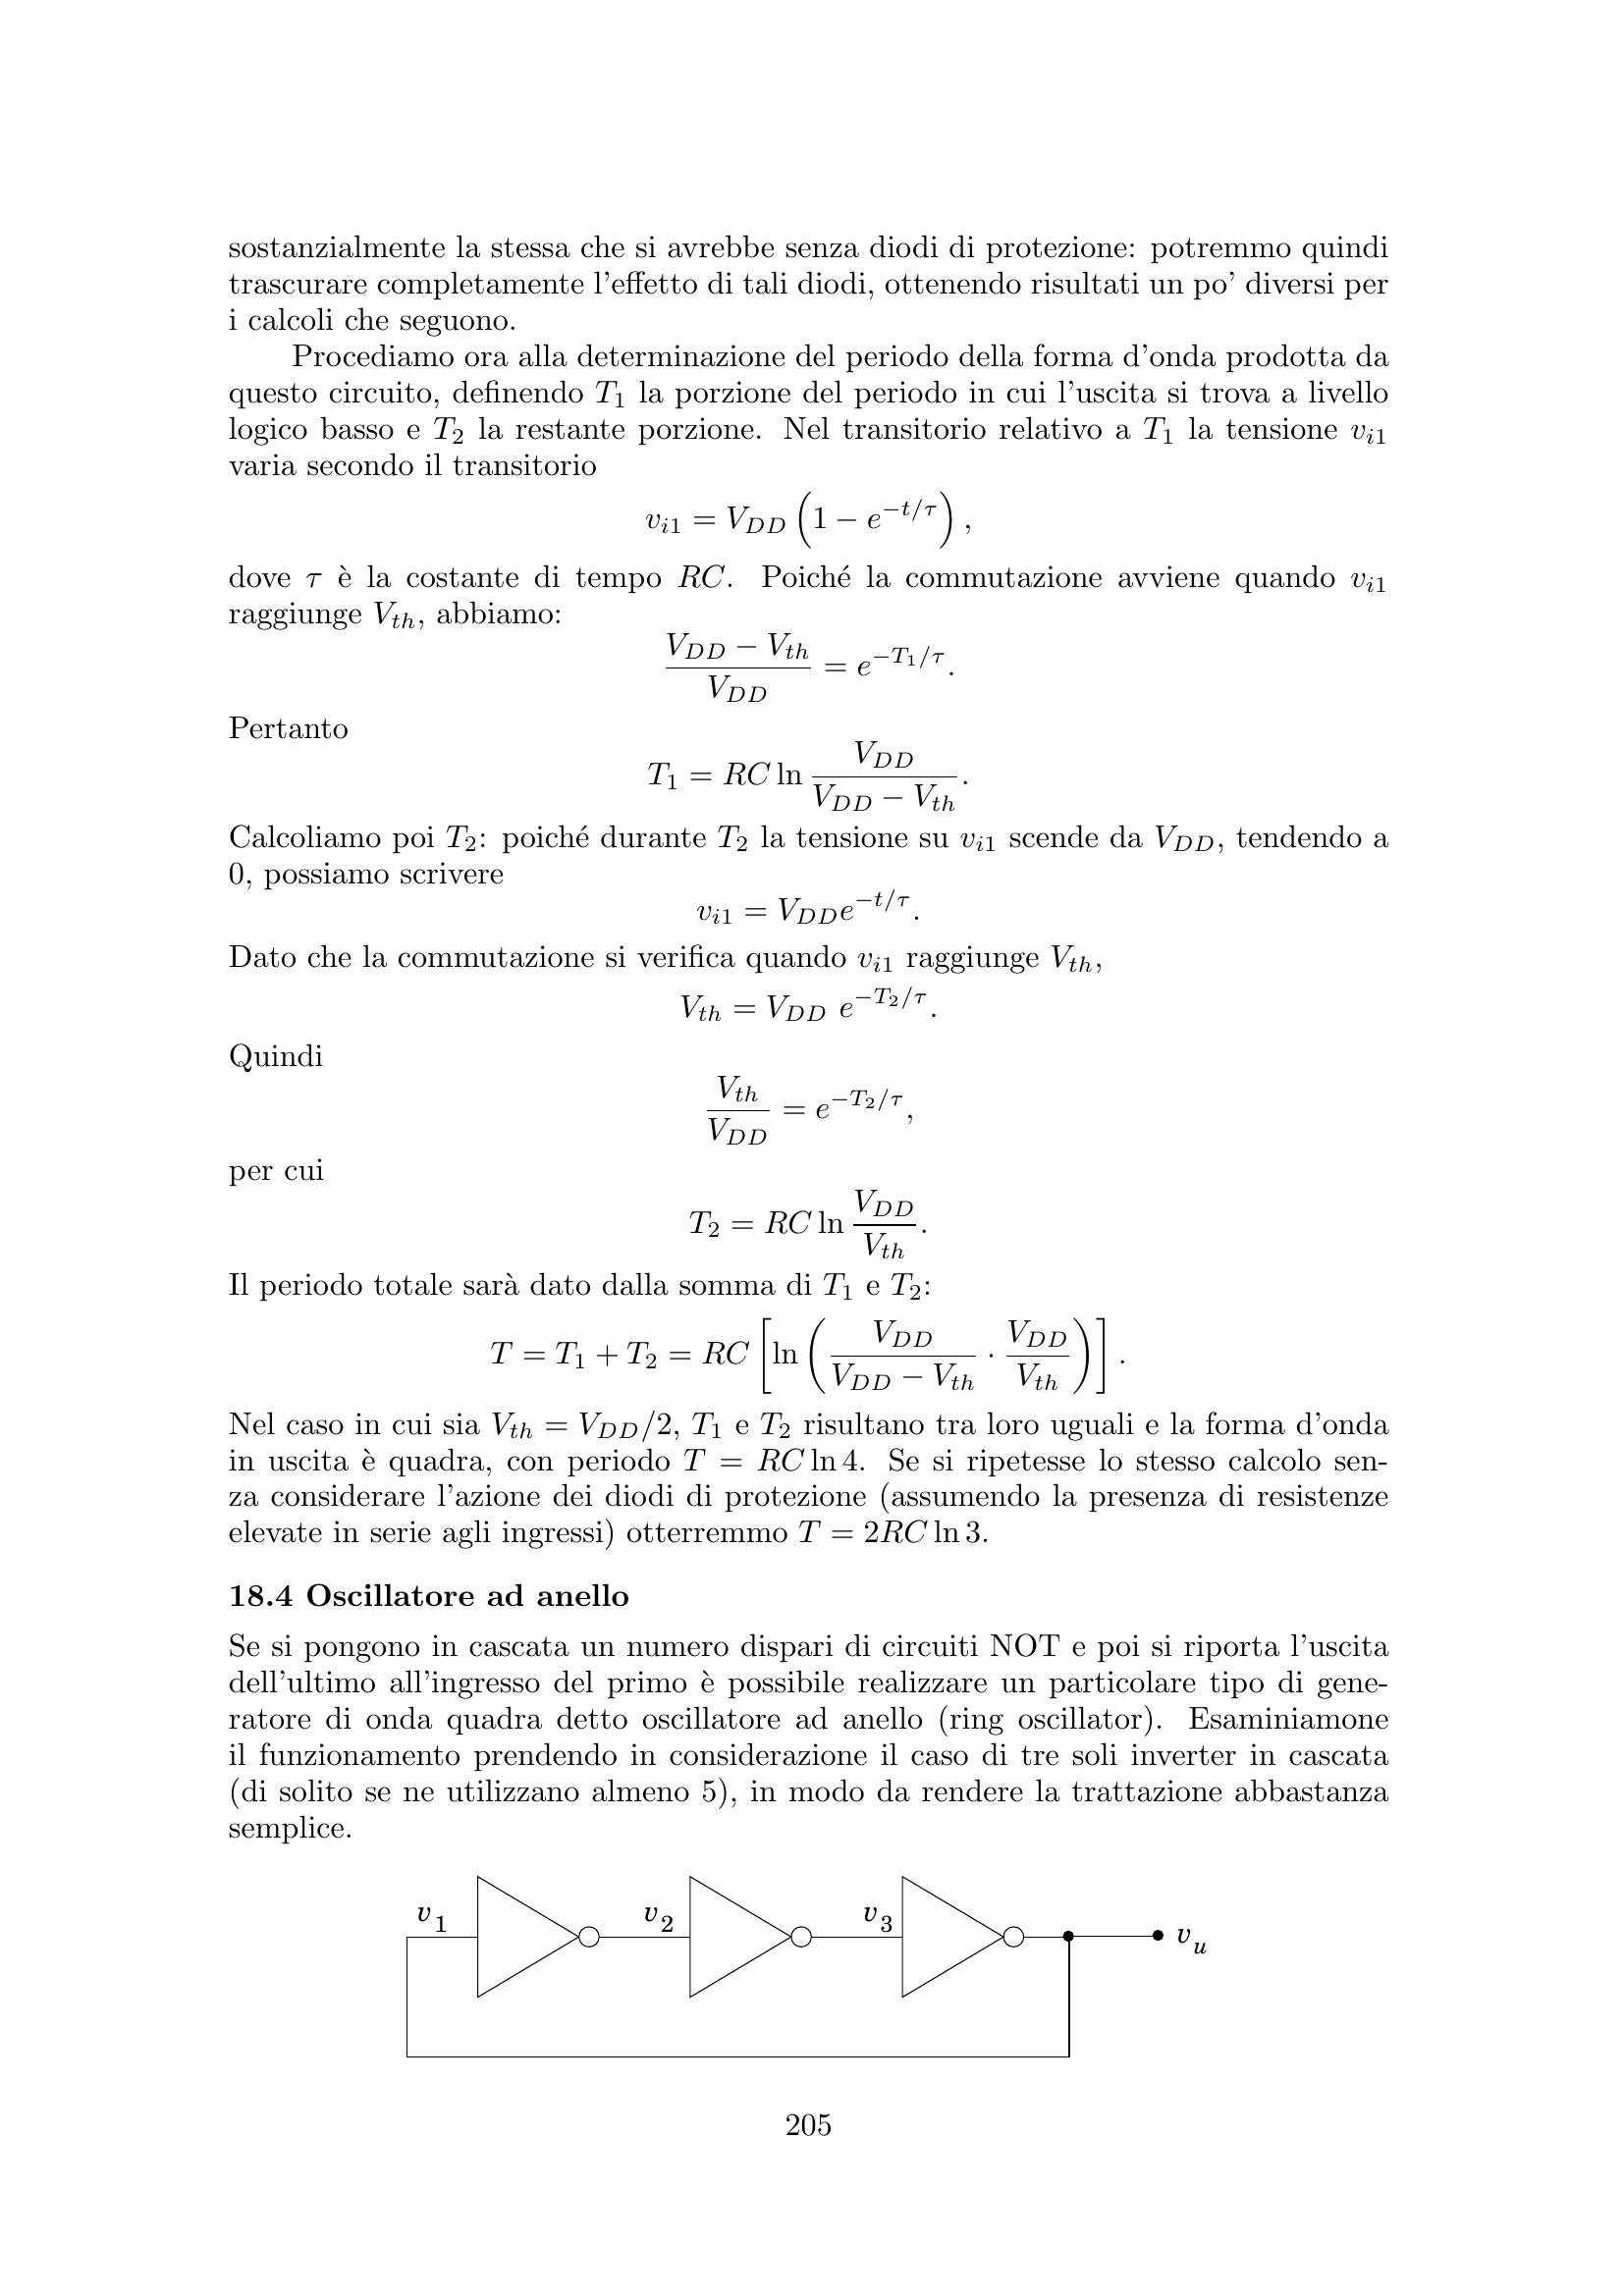 sostanzialmente la stessa che si avrebbe senza diodi di protezione: potremmo quindi
trascurare completamente l'effetto di tali diodi, ottenendo risultati un po' diversi per
i calcoli che seguono.
Procediamo ora alla determinazione del periodo della forma d'onda prodotta da
questo circuito, definendo $T_1$ la porzione del periodo in cui l'uscita si trova a livello
logico basso e $T_2$ la restante porzione. Nel transitorio relativo a $T_1$ la tensione $v_{i1}$
varia secondo il transitorio
$v_{i1} = V_{DD} \left(1 - e^{-t/\tau}\right),$
dove $\tau$ è la costante di tempo $RC$. Poiché la commutazione avviene quando $v_{i1}$
raggiunge $V_{th}$, abbiamo:
$\frac{V_{DD} - V_{th}}{V_{DD}} = e^{-T_1/\tau}.$
Pertanto
$T_1 = RC \ln \frac{V_{DD}}{V_{DD} - V_{th}}.$
Calcoliamo poi $T_2$: poiché durante $T_2$ la tensione su $v_{i1}$ scende da $V_{DD}$, tendendo a
0, possiamo scrivere
$v_{i1} = V_{DD} e^{-t/\tau}.$
Dato che la commutazione si verifica quando $v_{i1}$ raggiunge $V_{th}$,
$V_{th} = V_{DD} \ e^{-T_2/\tau}.$
Quindi
$\frac{V_{th}}{V_{DD}} = e^{-T_2/\tau},$
per cui
$T_2 = RC \ln \frac{V_{DD}}{V_{th}}.$
Il periodo totale sarà dato dalla somma di $T_1$ e $T_2$:
$T = T_1 + T_2 = RC \left[ \ln \left( \frac{V_{DD}}{V_{DD} - V_{th}} \cdot \frac{V_{DD}}{V_{th}} \right) \right].$
Nel caso in cui sia $V_{th} = V_{DD}/2$, $T_1$ e $T_2$ risultano tra loro uguali e la forma d'onda
in uscita è quadra, con periodo $T = RC \ln 4$. Se si ripetesse lo stesso calcolo sen-
za considerare l'azione dei diodi di protezione (assumendo la presenza di resistenze
elevate in serie agli ingressi) otterremmo $T = 2RC \ln 3$.
18.4 Oscillatore ad anello
Se si pongono in cascata un numero dispari di circuiti NOT e poi si riporta l'uscita
dell'ultimo all'ingresso del primo è possibile realizzare un particolare tipo di gene-
ratore di onda quadra detto oscillatore ad anello (ring oscillator). Esaminiamone
il funzionamento prendendo in considerazione il caso di tre soli inverter in cascata
(di solito se ne utilizzano almeno 5), in modo da rendere la trattazione abbastanza
semplice.
$v_1$ $v_2$ $v_3$ $v_u$
205